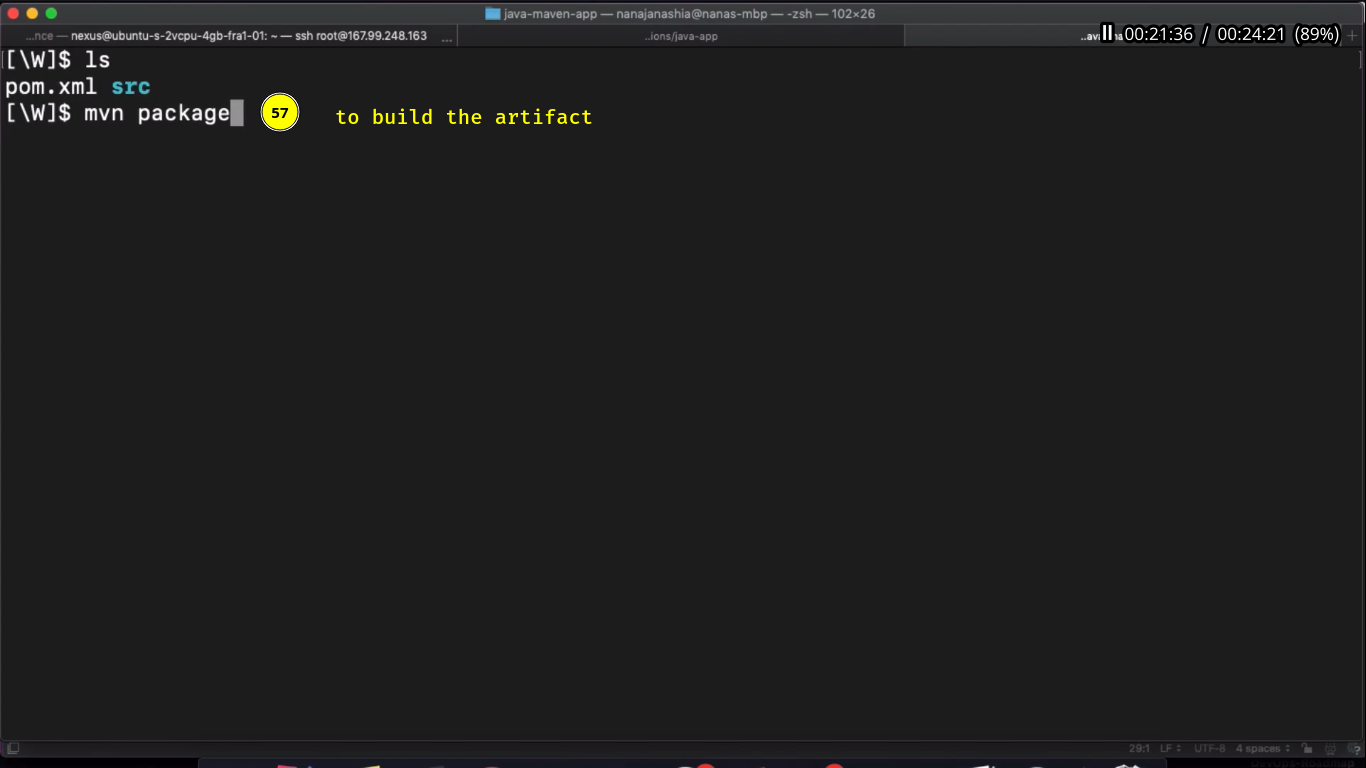 java-maven-app — nanajanashia@nanas-mbp — -zsh — 102×26
...nce — nexus@ubuntu-s-2vcpu-4gb-fra1-01: ~ — ssh root@167.99.248.163 ...
..ions/java-app
00:21:36 / 00:24:21 (89%)
[\W]$ ls
pom.xml src
[\W]$ mvn package 57 to build the artifact
29:1 LF UTF-8 4 spaces
DevOps-Roadmap